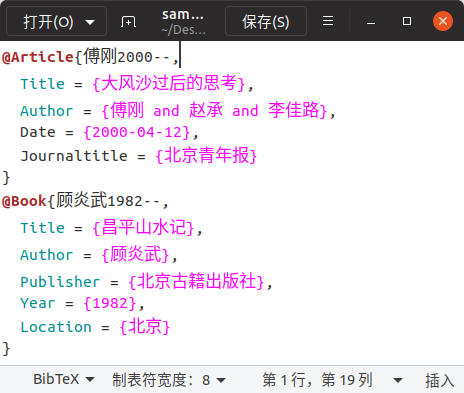 打开(O)
sam...
~/Des...
保存(S)
@Article{傅刚2000--,
  Title = {大风沙过后的思考},
  Author = {傅刚 and 赵承 and 李佳路},
  Date = {2000-04-12},
  Journaltitle = {北京青年报}
}
@Book{顾炎武1982--,
  Title = {昌平山水记},
  Author = {顾炎武},
  Publisher = {北京古籍出版社},
  Year = {1982},
  Location = {北京}
}
BibTeX 制表符宽度：8 第 1 行，第 19 列 插入